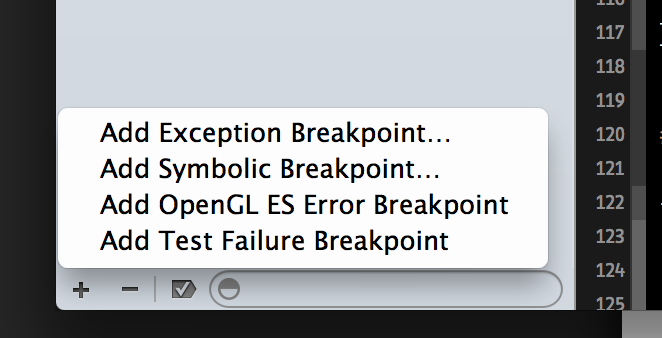 116
117
118
119
120
121
122
123
124
125
Add Exception Breakpoint...
Add Symbolic Breakpoint...
Add OpenGL ES Error Breakpoint
Add Test Failure Breakpoint